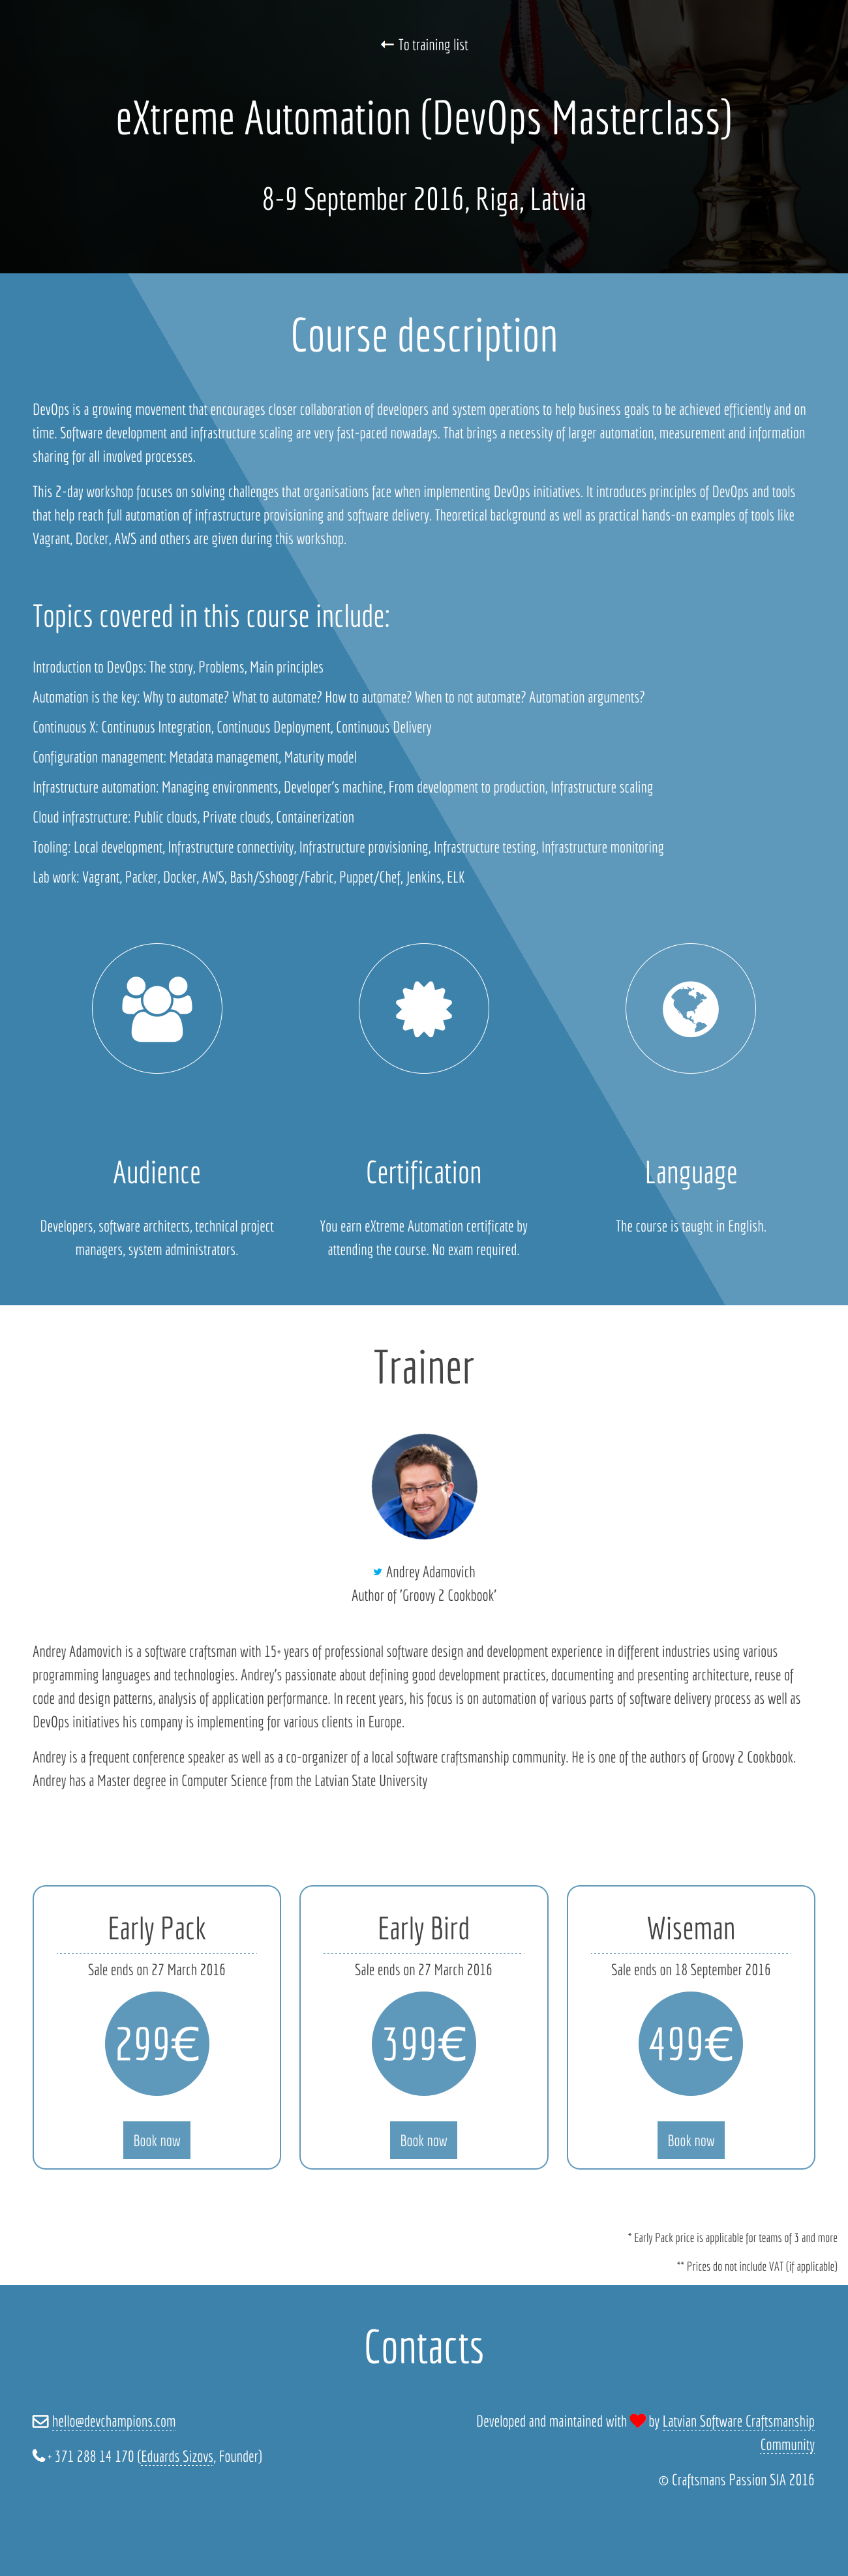 To training list
eXtreme Automation (DevOps Masterclass)
8-9 September 2016, Riga, Latvia
Course description
DevOps is a growing movement that encourages closer collaboration of developers and system operations to help business goals to be achieved efficiently and on
time. Software development and infrastructure scaling are very fast-paced nowadays. That brings a necessity of larger automation, measurement and information
sharing for all involved processes.
This 2-day workshop focuses on solving challenges that organisations face when implementing DevOps initiatives. It introduces principles of DevOps and tools
that help reach full automation of infrastructure provisioning and software delivery. Theoretical background as well as practical hands-on examples of tools like
Vagrant, Docker, AWS and others are given during this workshop.
Topics covered in this course include:
Introduction to DevOps: The story, Problems, Main principles
Automation is the key: Why to automate? What to automate? How to automate? When to not automate? Automation arguments?
Continuous X: Continuous Integration, Continuous Deployment, Continuous Delivery
Configuration management: Metadata management, Maturity model
Infrastructure automation: Managing environments, Developer's machine, From development to production, Infrastructure scaling
Cloud infrastructure: Public clouds, Private clouds, Containerization
Tooling: Local development, Infrastructure connectivity, Infrastructure provisioning, Infrastructure testing, Infrastructure monitoring
Lab work: Vagrant, Packer, Docker, AWS, Bash/Sshoogr/Fabric, Puppet/Chef, Jenkins, ELK
Audience
Developers, software architects, technical project
managers, system administrators.
Certification
You earn eXtreme Automation certificate by
attending the course. No exam required.
Language
The course is taught in English.
Trainer
Andrey Adamovich
Author of 'Groovy 2 Cookbook'
Andrey Adamovich is a software craftsman with 15+ years of professional software design and development experience in different industries using various
programming languages and technologies. Andrey's passionate about defining good development practices, documenting and presenting architecture, reuse of
code and design patterns, analysis of application performance. In recent years, his focus is on automation of various parts of software delivery process as well as
DevOps initiatives his company is implementing for various clients in Europe.
Andrey is a frequent conference speaker as well as a co-organizer of a local software craftsmanship community. He is one of the authors of Groovy 2 Cookbook.
Andrey has a Master degree in Computer Science from the Latvian State University
Early Pack
Sale ends on 27 March 2016
299€
Book now
Early Bird
Sale ends on 27 March 2016
399€
Book now
Wiseman
Sale ends on 18 September 2016
499€
Book now
* Early Pack price is applicable for teams of 3 and more
** Prices do not include VAT (if applicable)
Contacts
hello@devchampions.com
+ 371 288 14 170 (Eduards Sizovs, Founder)
Developed and maintained with ❤ by Latvian Software Craftsmanship
Community
© Craftsmans Passion SIA 2016